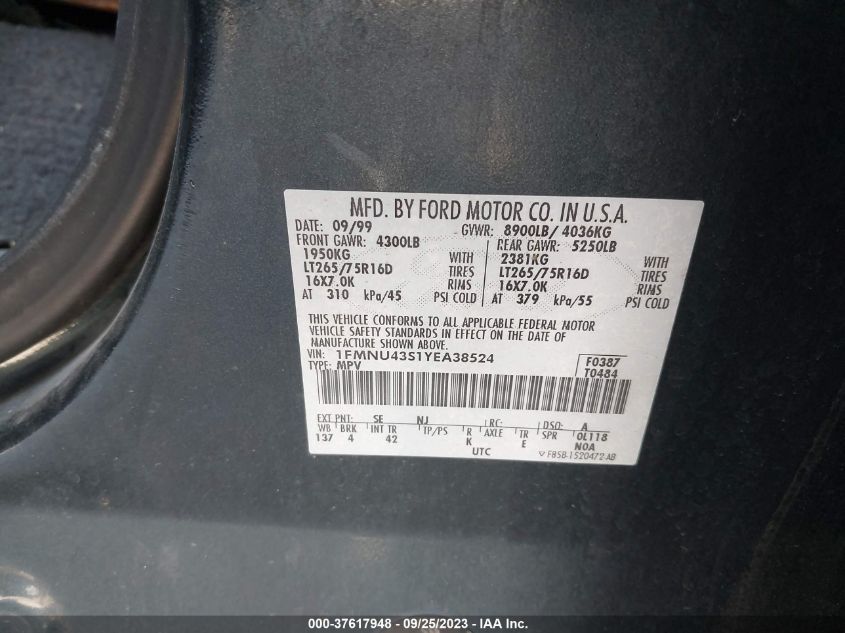 MFD. BY FORD MOTOR CO. IN U.S.A.
DATE: 09/99 GVWR: 8900LB/ 4036KG
FRONT GAWR: 4300LB REAR GAWR: 5250LB
1950KG WITH 2381KG WITH
LT265/75R16D TIRES LT265/75R16D TIRES
16X7.0K RIMS 16X7.0K RIMS
AT 310 kPa/45 PSI COLD AT 379 kPa/55 PSI COLD
THIS VEHICLE CONFORMS TO ALL APPLICABLE FEDERAL MOTOR
VEHICLE SAFETY STANDARDS IN EFFECT ON THE DATE OF
MANUFACTURE SHOWN ABOVE.
VIN: 1FMNU43S1YEA38524 F0387
TYPE: MPV T0484
EXT PNT: SE NJ RC: DSO: A
WB BRK INT TR TP/PS R AXLE TR SPR OL118
137 4 42 K E NOA
UTC F85B-1520472-AB
000-37617948 - 09/25/2023 - IAA Inc.